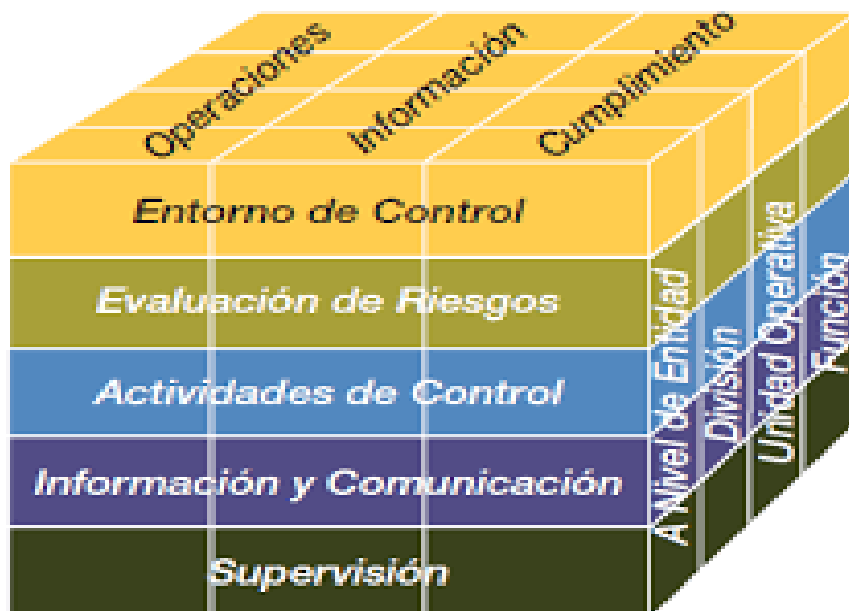 Operaciones
Información
Cumplimiento
Entorno de Control
Evaluación de Riesgos
Actividades de Control
Información y Comunicación
Supervisión
A Nivel de Entidad
División
Unidad Operativa
Función